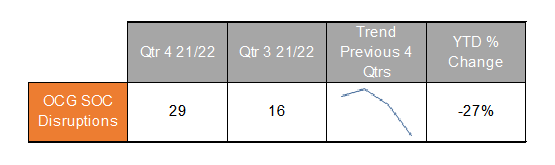 Qtr 4 21/22
Qtr 3 21/22
Trend
Previous 4
Qtrs
YTD %
Change
OCG SOC
Disruptions
29
16
-27%